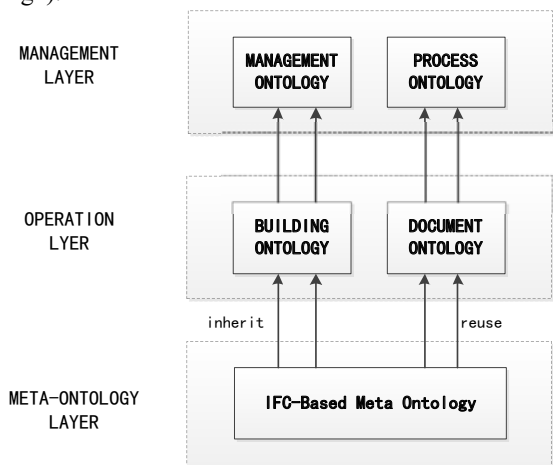 MANAGEMENT
LAYER
MANAGEMENT
ONTOLOGY
PROCESS
ONTOLOGY
OPERATION
LYER
BUILDING
ONTOLOGY
DOCUMENT
ONTOLOGY
inherit
reuse
META-ONTOLOGY
LAYER
IFC-Based Meta Ontology